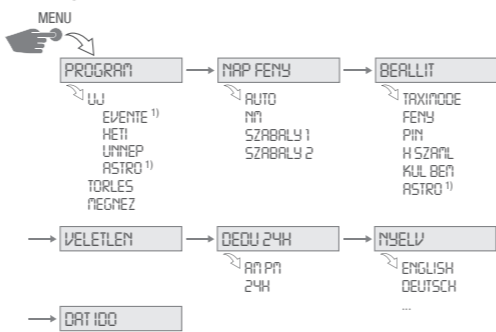 MENU
PROGRAM
NAP FENY
BEALLIT
UJ
EVENTE 1)
HETI
UNNEP
ASTRO 1)
TORLES
MEGNEZ
AUTO
NM
SZABALY 1
SZABALY 2
TAXIMODE
FENY
PIN
H SZAML
KUL BEM
ASTRO 1)
VELETLEN
DEDU 24H
NYELV
AM PM
24H
ENGLISH
DEUTSCH
...
DAT IDO